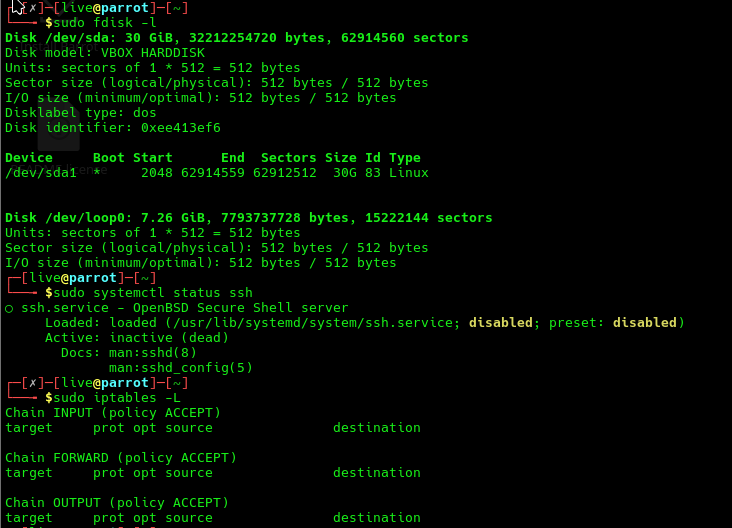 ┌─[✗]─[live@parrot]─[~]
└──╼ $sudo fdisk -l
Disk /dev/sda: 30 GiB, 32212254720 bytes, 62914560 sectors
Disk model: VBOX HARDDISK
Units: sectors of 1 * 512 = 512 bytes
Sector size (logical/physical): 512 bytes / 512 bytes
I/O size (minimum/optimal): 512 bytes / 512 bytes
Disklabel type: dos
Disk identifier: 0xee413ef6
Device     Boot Start      End  Sectors Size Id Type
/dev/sda1  *     2048 62914559 62912512  30G 83 Linux
Disk /dev/loop0: 7.26 GiB, 7793737728 bytes, 15222144 sectors
Units: sectors of 1 * 512 = 512 bytes
Sector size (logical/physical): 512 bytes / 512 bytes
I/O size (minimum/optimal): 512 bytes / 512 bytes
┌─[live@parrot]─[~]
└──╼ $sudo systemctl status ssh
○ ssh.service - OpenBSD Secure Shell server
     Loaded: loaded (/usr/lib/systemd/system/ssh.service; disabled; preset: disabled)
     Active: inactive (dead)
       Docs: man:sshd(8)
             man:sshd_config(5)
┌─[✗]─[live@parrot]─[~]
└──╼ $sudo iptables -L
Chain INPUT (policy ACCEPT)
target     prot opt source               destination
Chain FORWARD (policy ACCEPT)
target     prot opt source               destination
Chain OUTPUT (policy ACCEPT)
target     prot opt source               destination